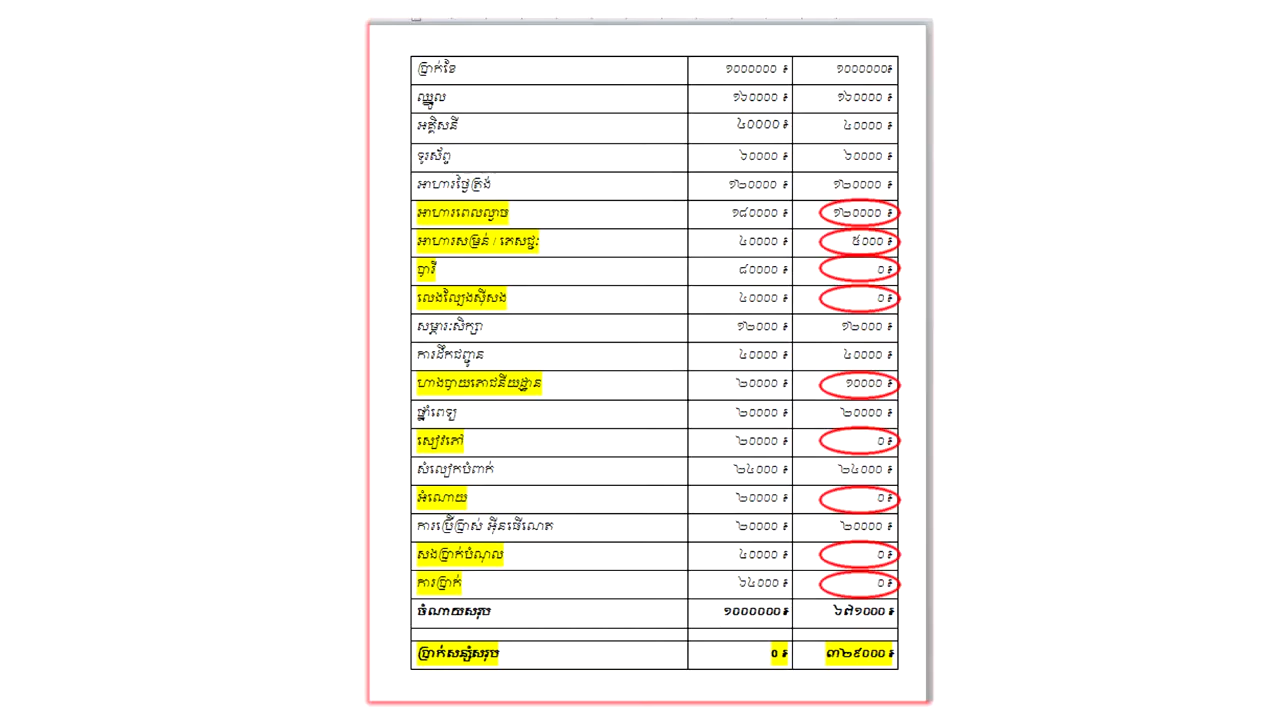 ប្រាក់ខែ ១០០០០០០ ៛ ១០០០០០០៛
ឈ្នួល ១៦០០០០ ៛ ១៦០០០០ ៛
អគ្គិសនី ៤០០០០ ៛ ៤០០០០ ៛
ទូរស័ព្ទ ៦០០០០ ៛ ៦០០០០ ៛
អាហារថ្ងៃត្រង់ ១២០០០០ ៛ ១២០០០០ ៛
អាហារពេលល្ងាច ១៨០០០០ ៛ ១២០០០០ ៛
អាហារសម្រន់ / ភេសជ្ជៈ ៤០០០០ ៛ ៥០០០ ៛
បារី ៨០០០០ ៛ ០ ៛
លេងល្បែងស៊ីសង ៤០០០០ ៛ ០ ៛
សម្ភារៈសិក្សា ១២០០០ ៛ ១២០០០ ៛
ការដឹកជញ្ជូន ៤០០០០ ៛ ៤០០០០ ៛
ហាងបាយភោជនីយដ្ឋាន ២០០០០ ៛ ១០០០០ ៛
ថ្នាំពេទ្យ ២០០០០ ៛ ២០០០០ ៛
សៀវភៅ ២០០០០ ៛ ០ ៛
សំលៀកបំពាក់ ២៤០០០ ៛ ២៤០០០ ៛
អំណោយ ២០០០០ ៛ ០ ៛
ការប្រើប្រាស់ អ៊ីនធើណេត ២០០០០ ៛ ២០០០០ ៛
សងប្រាក់បំណុល ៤០០០០ ៛ ០ ៛
ការប្រាក់ ៦៤០០០ ៛ ០ ៛
ចំណាយសរុប ១០០០០០០ ៛ ៦៧១០០០ ៛
ប្រាក់សន្សំសរុប ០ ៛ ៣២៩០០០ ៛